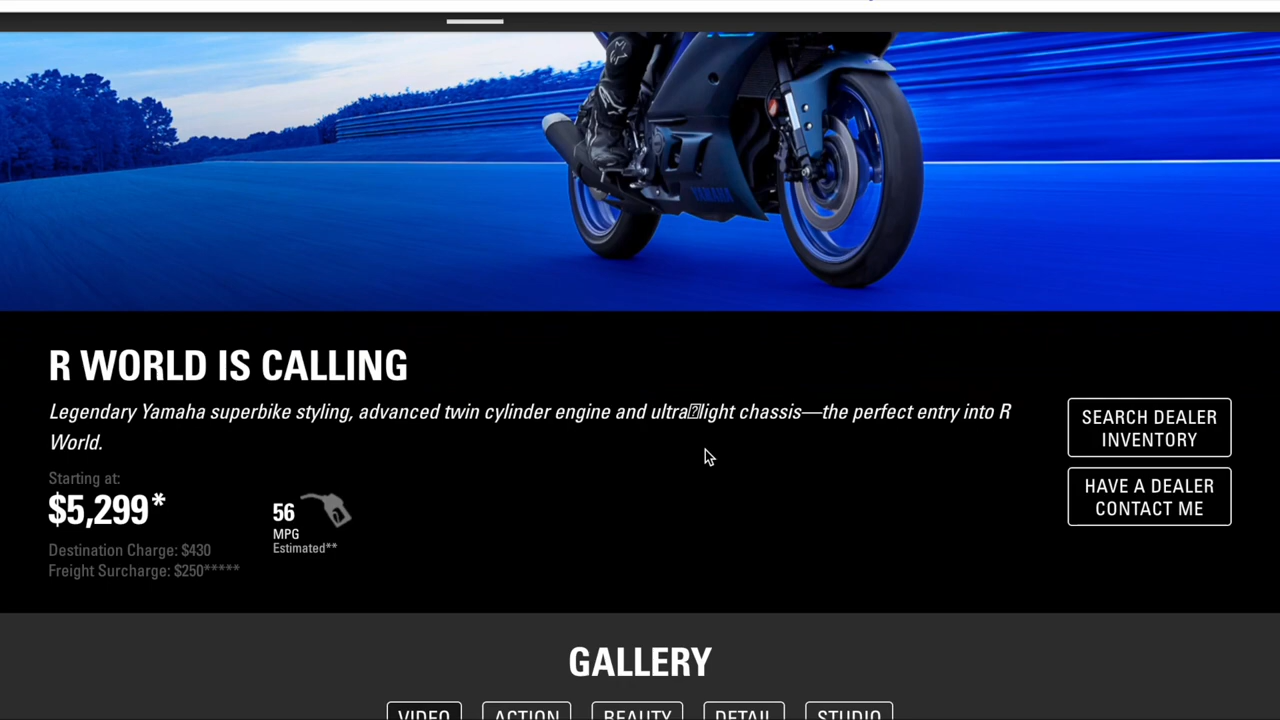 YAMAHA
R WORLD IS CALLING
Legendary Yamaha superbike styling, advanced twin cylinder engine and ultra⍰light chassis—the perfect entry into R
World.
Starting at:
$5,299*
56
MPG
Estimated**
Destination Charge: $430
Freight Surcharge: $250*****
SEARCH DEALER
INVENTORY
HAVE A DEALER
CONTACT ME
GALLERY
VIDEO ACTION BEAUTY DETAIL STUDIO